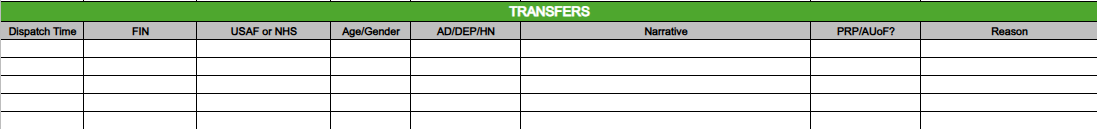 TRANSFERS
Dispatch Time FIN USAF or NHS Age/Gender AD/DEP/HN Narrative PRP/AUoF? Reason